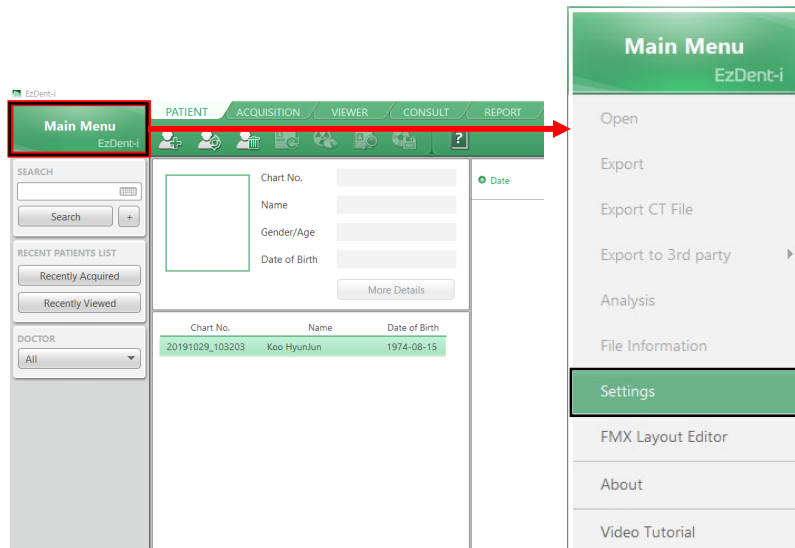 EzDent-i
Main Menu
EzDent-i
PATIENT ACQUISITION VIEWER CONSULT REPORT
?
SEARCH
Search +
RECENT PATIENTS LIST
Recently Acquired
Recently Viewed
DOCTOR
All
Chart No.
Name
Gender/Age
Date of Birth
More Details
Date
Chart No. Name Date of Birth
20191029_103203 Koo HyunJun 1974-08-15
Main Menu
EzDent-i
Open
Export
Export CT File
Export to 3rd party
Analysis
File Information
Settings
FMX Layout Editor
About
Video Tutorial